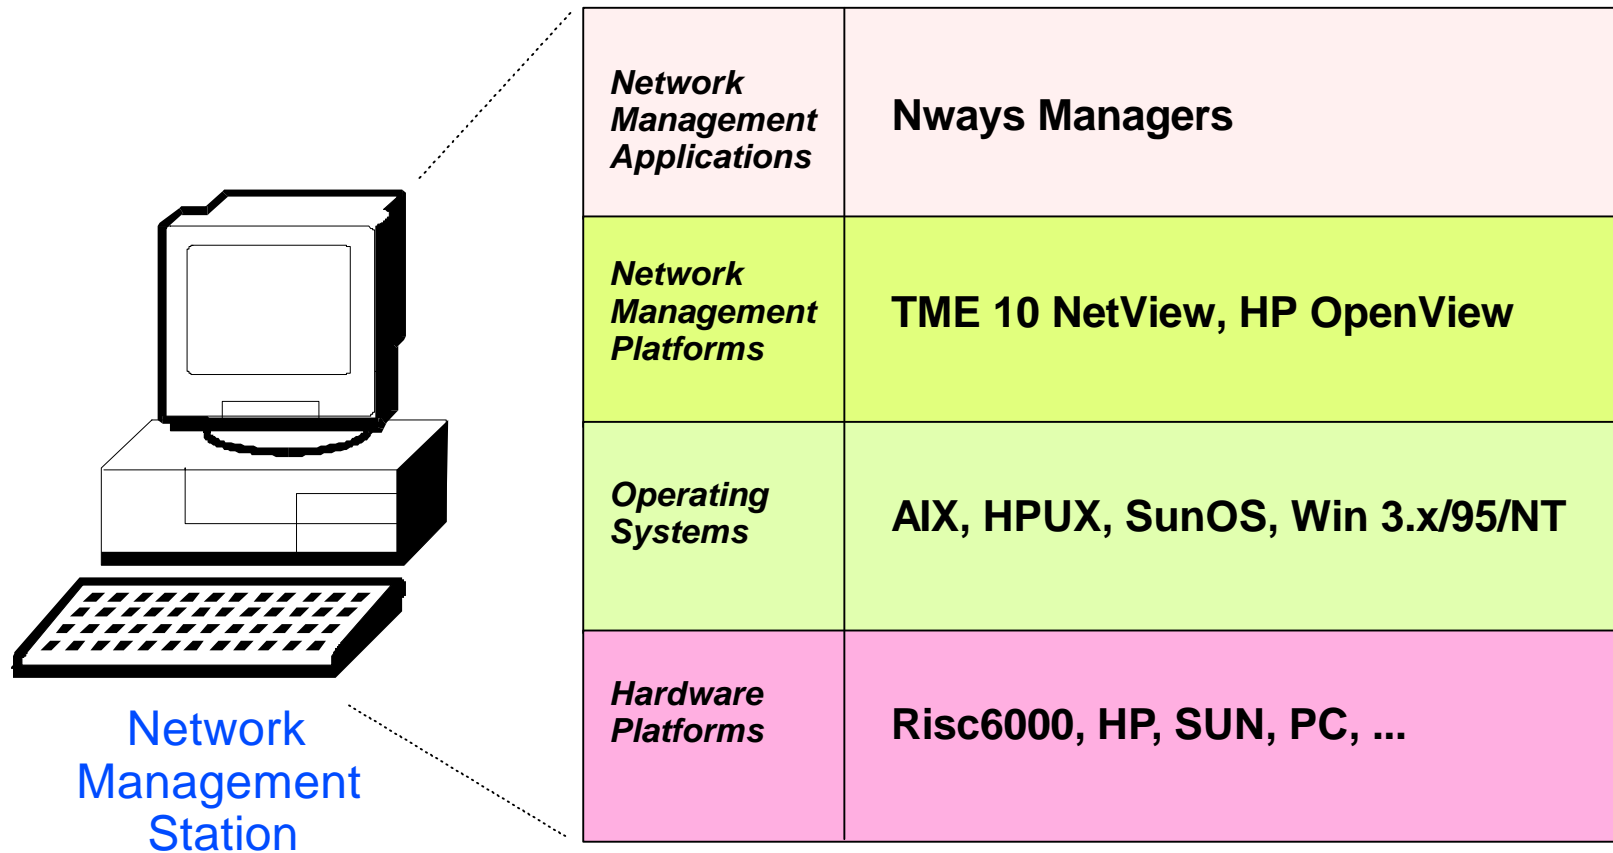 Network
Management
Applications
Nways Managers
Network
Management
Platforms
TME 10 NetView, HP OpenView
Operating
Systems
AIX, HPUX, SunOS, Win 3.x/95/NT
Hardware
Platforms
Risc6000, HP, SUN, PC, ...
Network
Management
Station